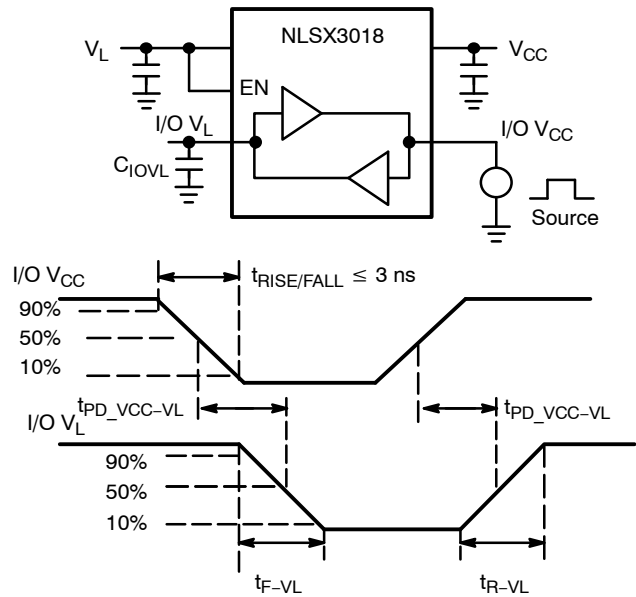 NLSX3018
V_L
V_CC
EN
I/O V_L
I/O V_CC
C_IOVL
Source
I/O V_CC
t_RISE/FALL ≤ 3 ns
90%
50%
10%
t_PD_VCC–VL
t_PD_VCC–VL
I/O V_L
90%
50%
10%
t_F–VL
t_R–VL